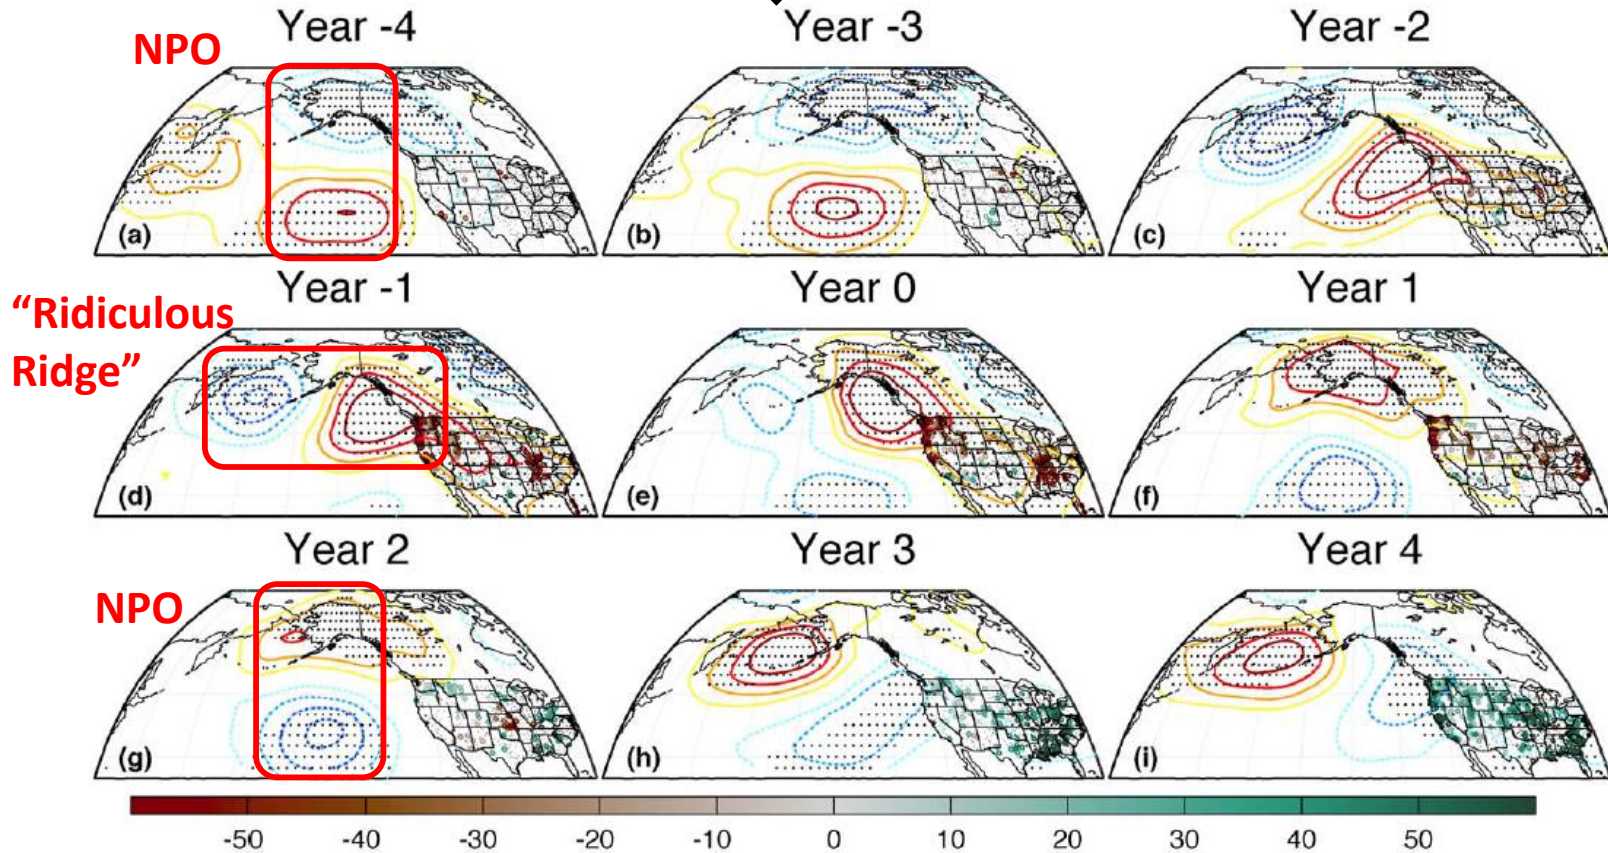 Year -4
Year -3
Year -2
NPO
(a)
(b)
(c)
Year -1
Year 0
Year 1
“Ridiculous
Ridge”
(d)
(e)
(f)
Year 2
Year 3
Year 4
NPO
(g)
(h)
(i)
-50 -40 -30 -20 -10 0 10 20 30 40 50